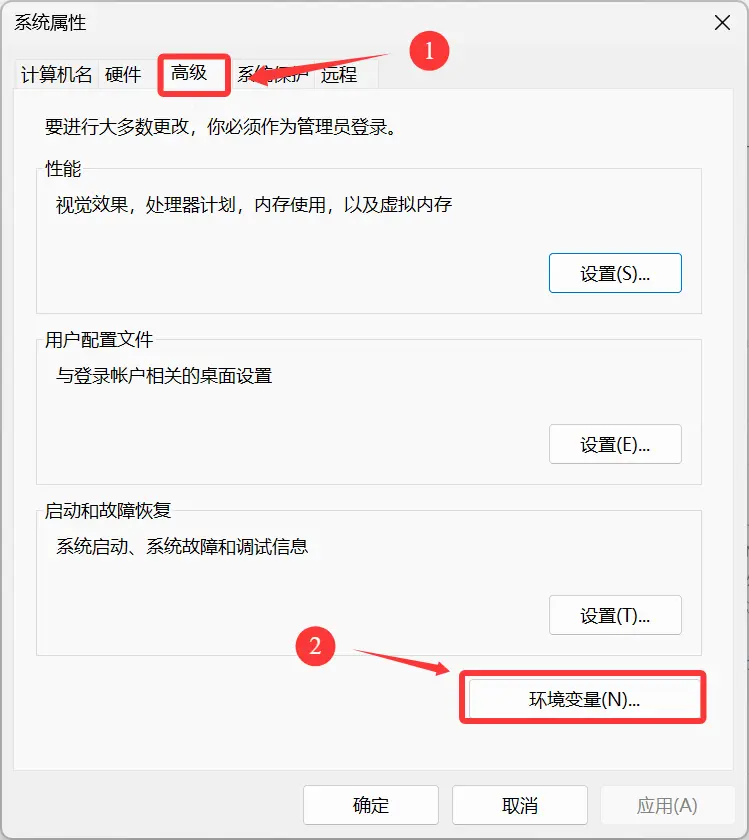 系统属性
1
计算机名 硬件 高级 系统保护 远程
要进行大多数更改，你必须作为管理员登录。
性能
视觉效果，处理器计划，内存使用，以及虚拟内存
设置(S)...
用户配置文件
与登录帐户相关的桌面设置
设置(E)...
启动和故障恢复
系统启动、系统故障和调试信息
设置(T)...
2
环境变量(N)...
确定 取消 应用(A)